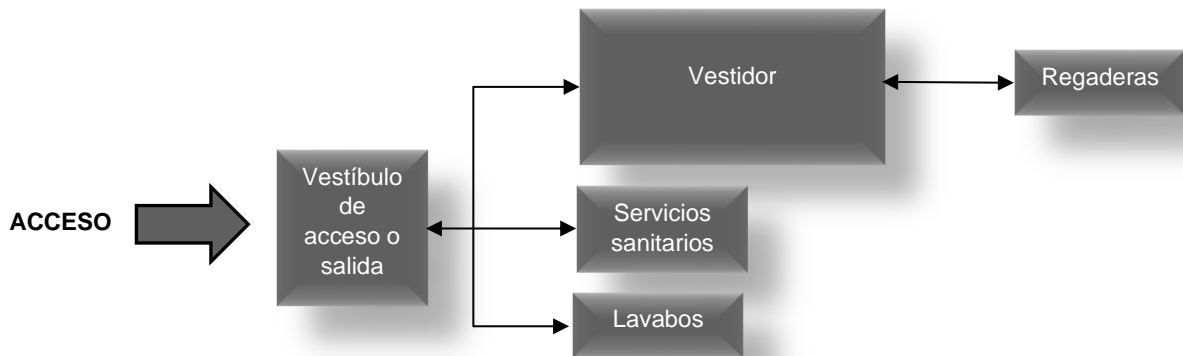 ACCESO
Vestíbulo
de
acceso o
salida
Vestidor
Regaderas
Servicios
sanitarios
Lavabos